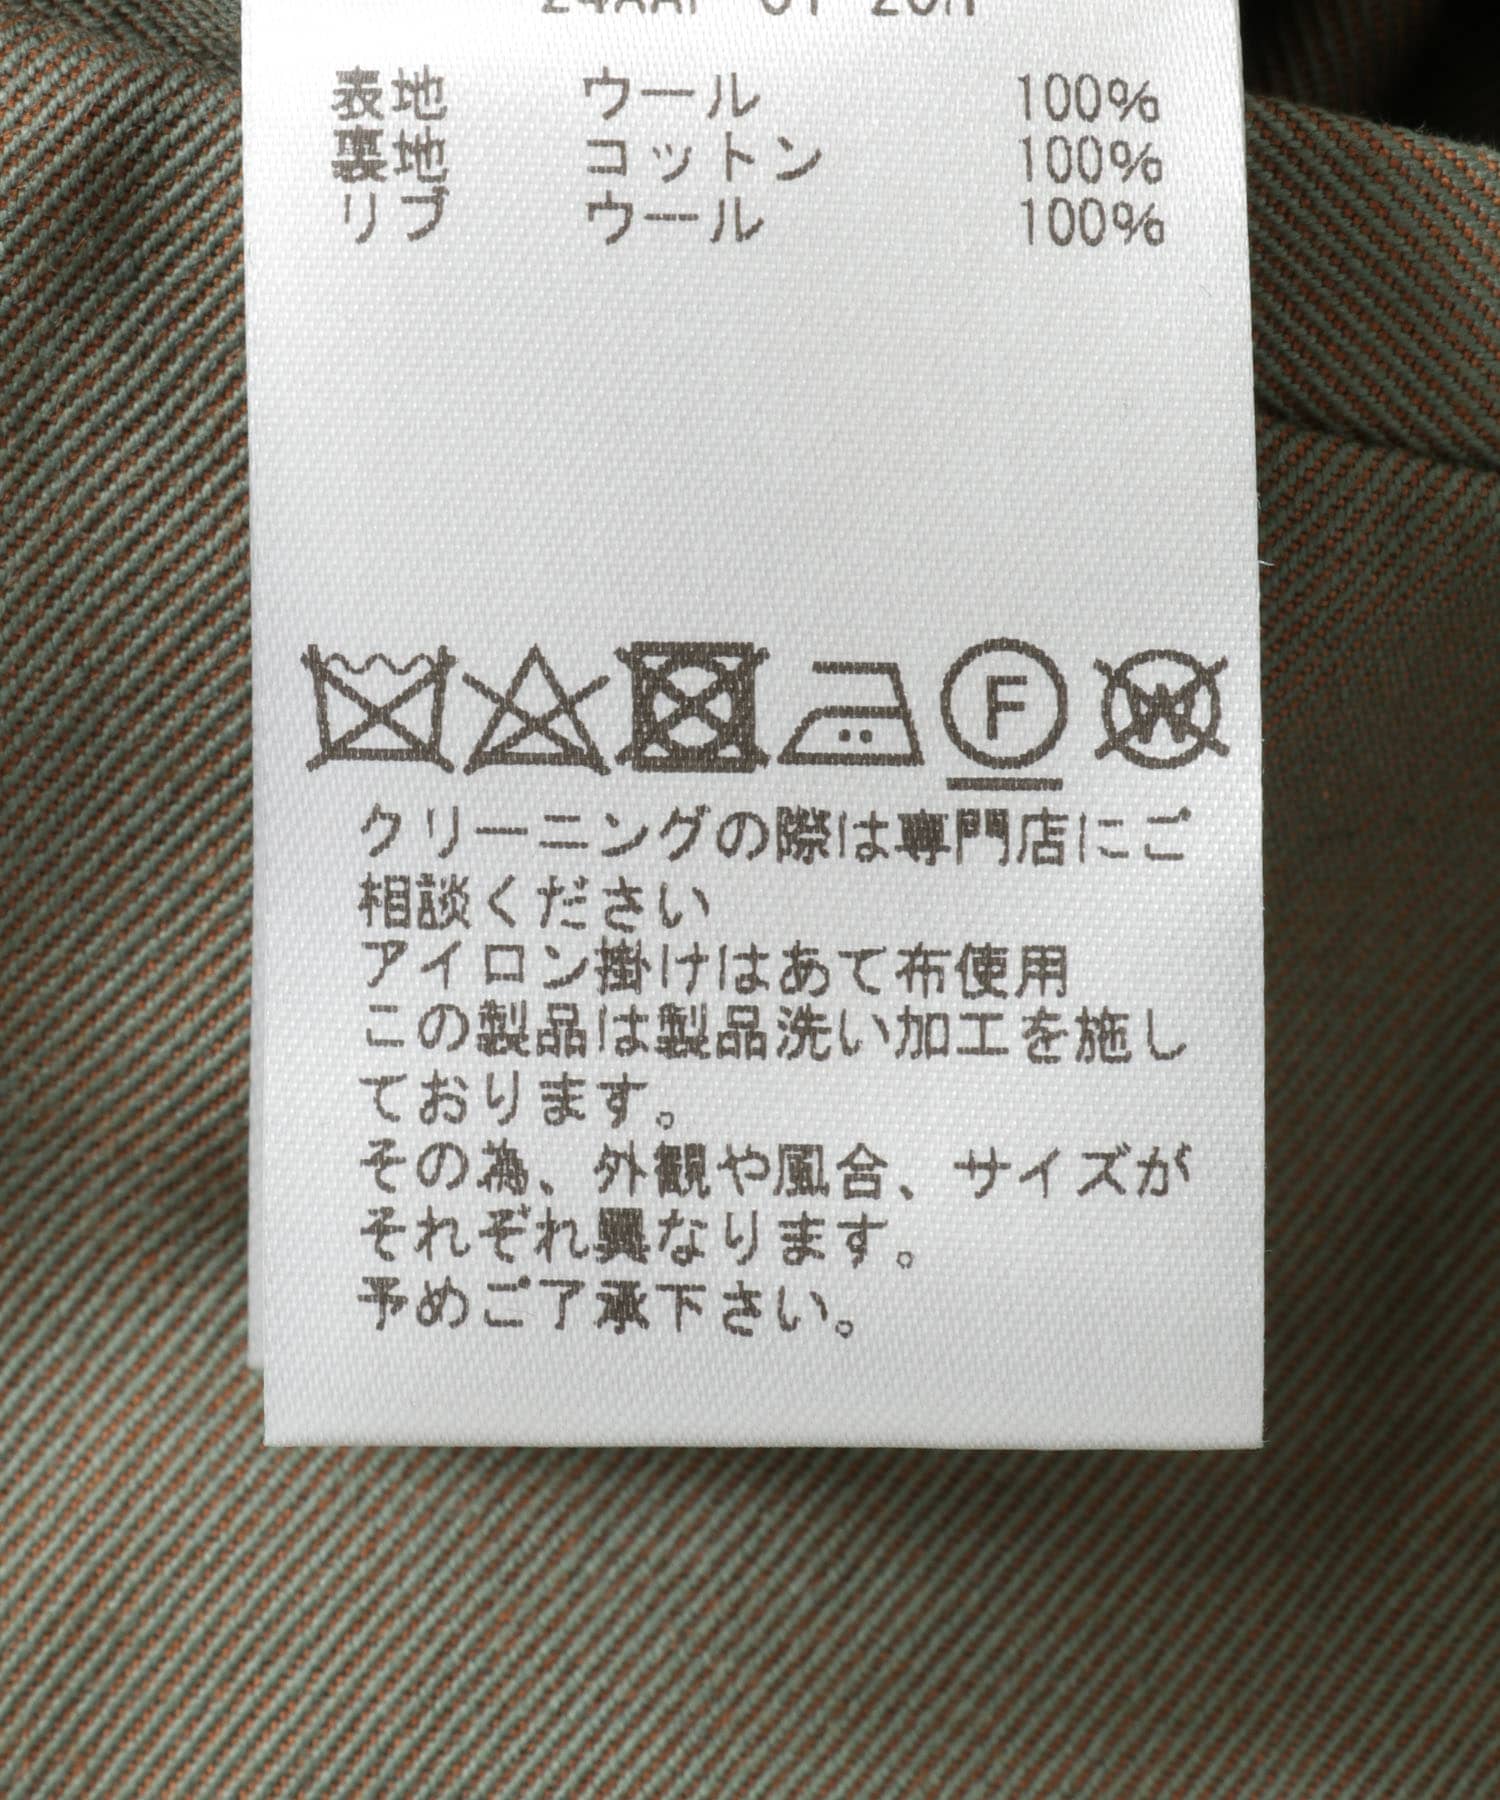 表地 ウール 100%
裏地 コットン 100%
リブ ウール 100%
F W
クリーニングの際は専門店にご
相談ください
アイロン掛けはあて布使用
この製品は製品洗い加工を施し
ております。
その為、外観や風合、サイズが
それぞれ異なります。
予めご了承下さい。